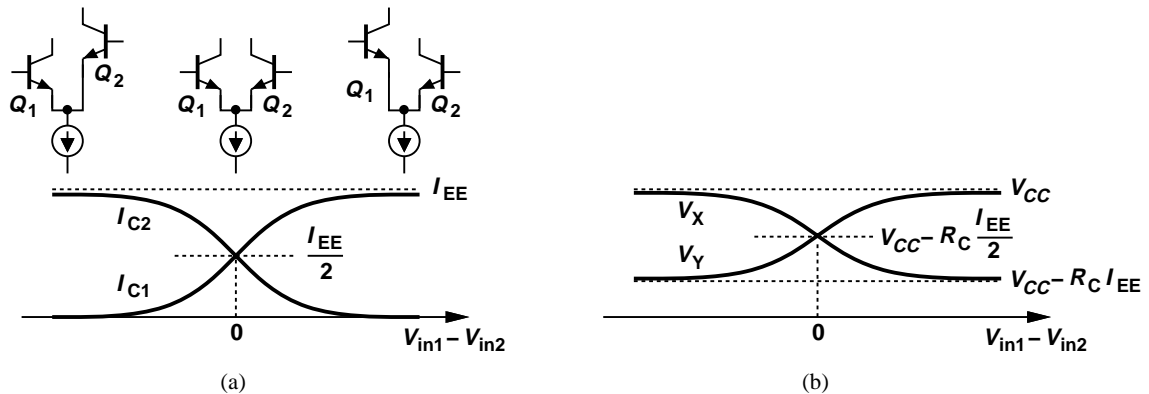 Q2
Q1
Q1 Q2
Q1
Q2
IEE
IC2
IEE
2
IC1
0
Vin1 – Vin2
(a)
VCC
VX
VCC – RC IEE
2
VY
VCC – RC IEE
0
Vin1 – Vin2
(b)